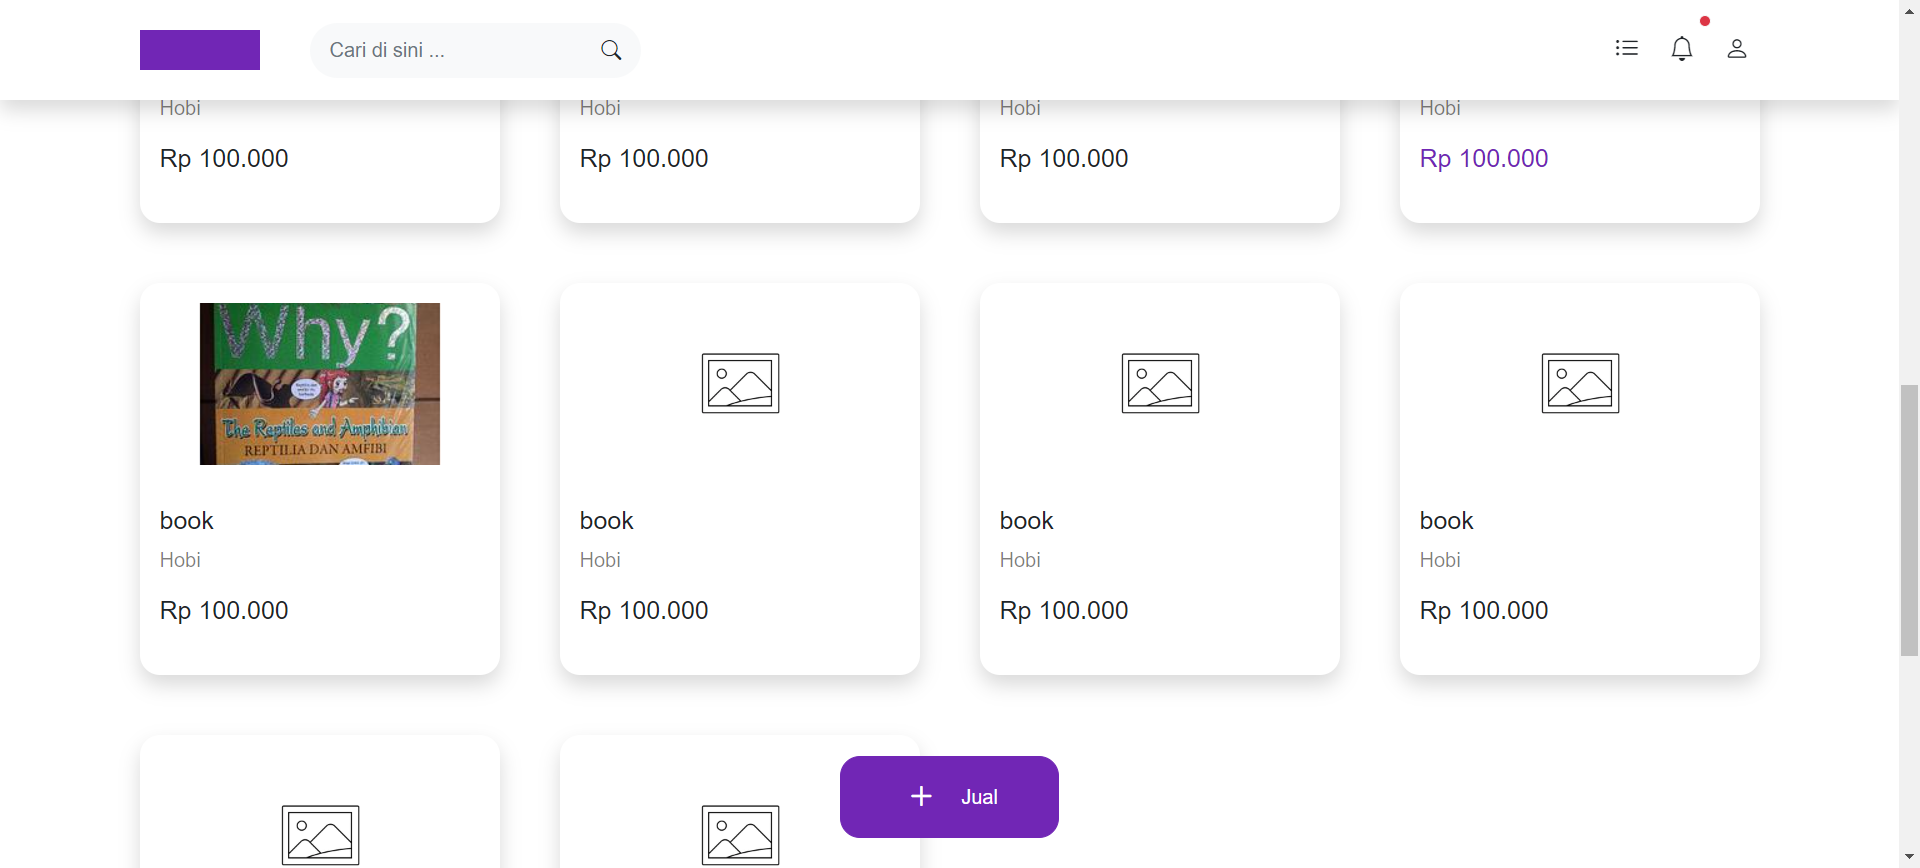 Cari di sini ...
Hobi
Hobi
Hobi
Hobi
Rp 100.000
Rp 100.000
Rp 100.000
Rp 100.000
Why?
The Reptiles and Amphibian
REPTILIA DAN AMFIBI
book
book
book
book
Hobi
Hobi
Hobi
Hobi
Rp 100.000
Rp 100.000
Rp 100.000
Rp 100.000
+ Jual